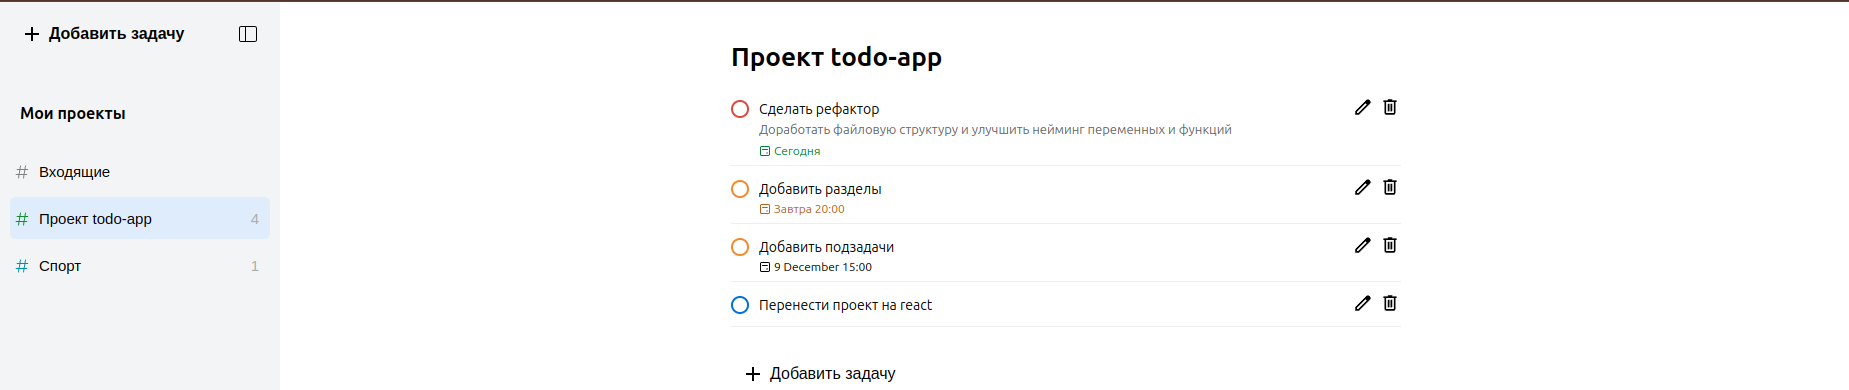 Добавить задачу
Мои проекты
# Входящие
# Проект todo-app 4
# Спорт 1
Проект todo-app
Сделать рефактор
Доработать файловую структуру и улучшить нейминг переменных и функций
Сегодня
Добавить разделы
Завтра 20:00
Добавить подзадачи
9 December 15:00
Перенести проект на react
Добавить задачу